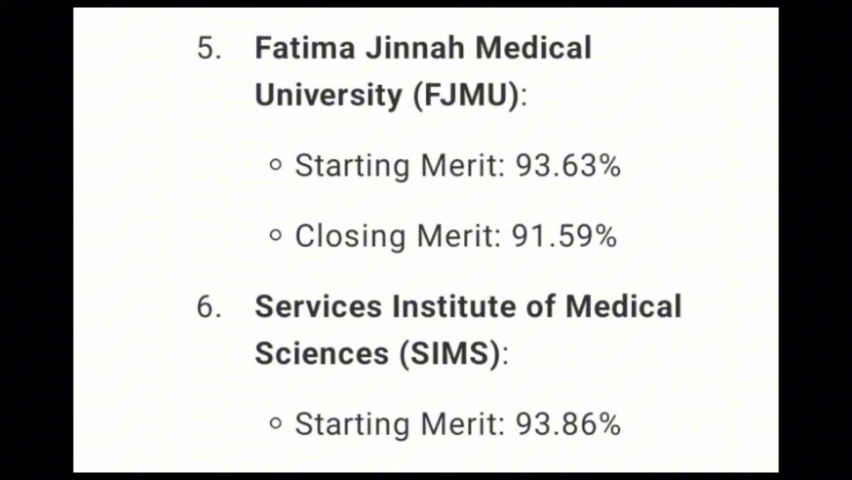 5. Fatima Jinnah Medical
University (FJMU):
○ Starting Merit: 93.63%
○ Closing Merit: 91.59%
6. Services Institute of Medical
Sciences (SIMS):
○ Starting Merit: 93.86%